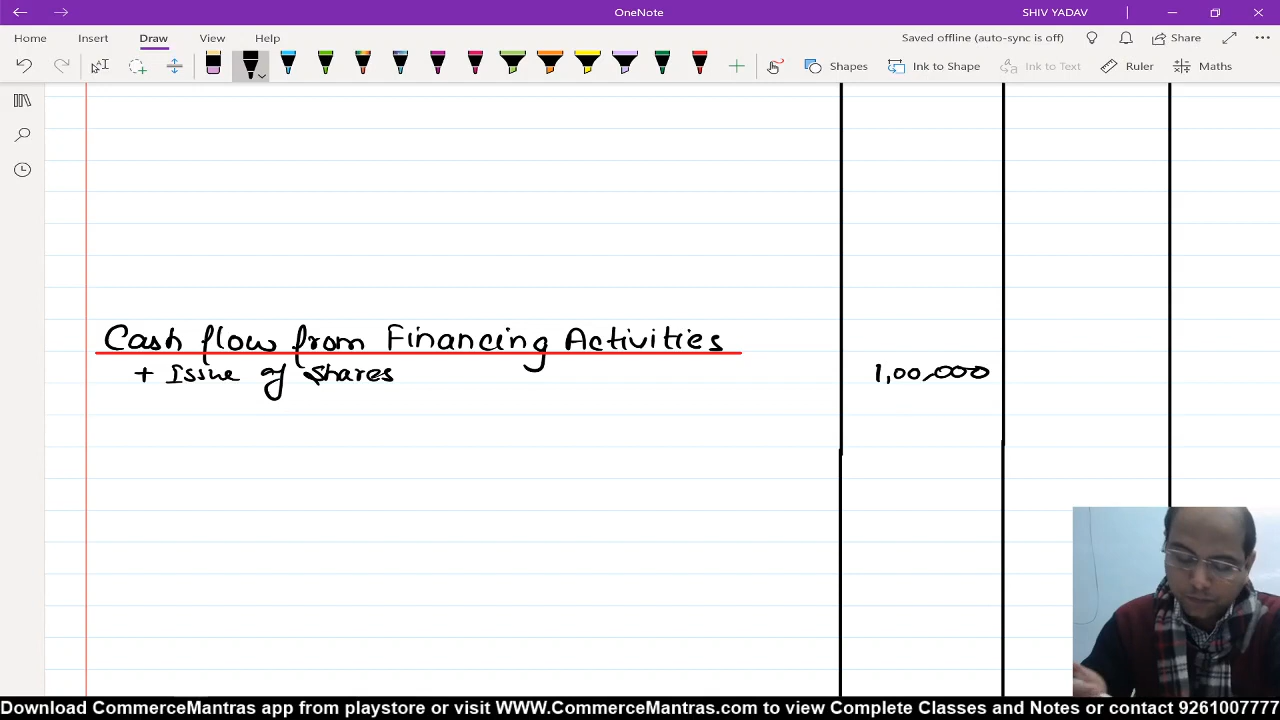 OneNote
SHIV YADAV
Home Insert Draw View Help
Saved offline (auto-sync is off)
Share
Shapes
Ink to Shape
Ink to Text
Ruler
Maths
Cash flow from Financing Activities
+ Issue of Shares 1,00,000
Download CommerceMantras app from playstore or visit WWW.CommerceMantras.com to view Complete Classes and Notes or contact 9261007777